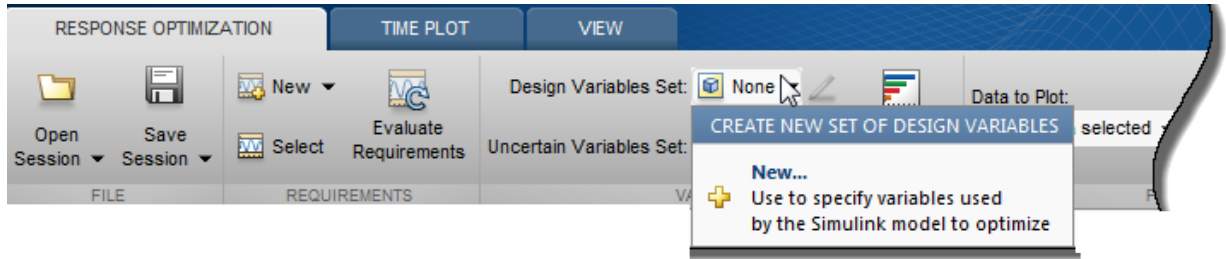 RESPONSE OPTIMIZATION TIME PLOT VIEW
New
Design Variables Set: None
Data to Plot:
Open Session
Save Session
Select
Evaluate Requirements
Uncertain Variables Set:
selected
FILE REQUIREMENTS
CREATE NEW SET OF DESIGN VARIABLES
New...
Use to specify variables used
by the Simulink model to optimize